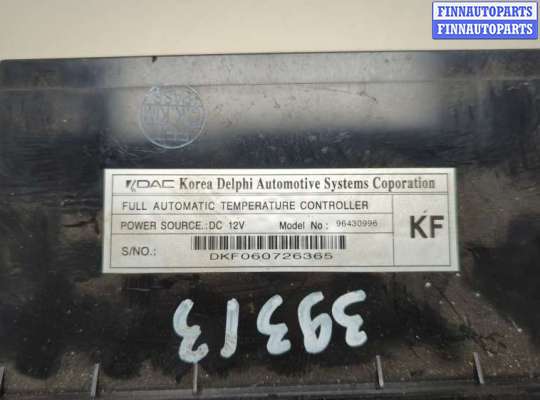 FINNAUTOPARTS
FINNAUTOPARTS
KDAC Korea Delphi Automotive Systems Coporation
FULL AUTOMATIC TEMPERATURE CONTROLLER
POWER SOURCE.:DC 12V Model No : 96430996
KF
S/NO.:
DKF060726365
39313